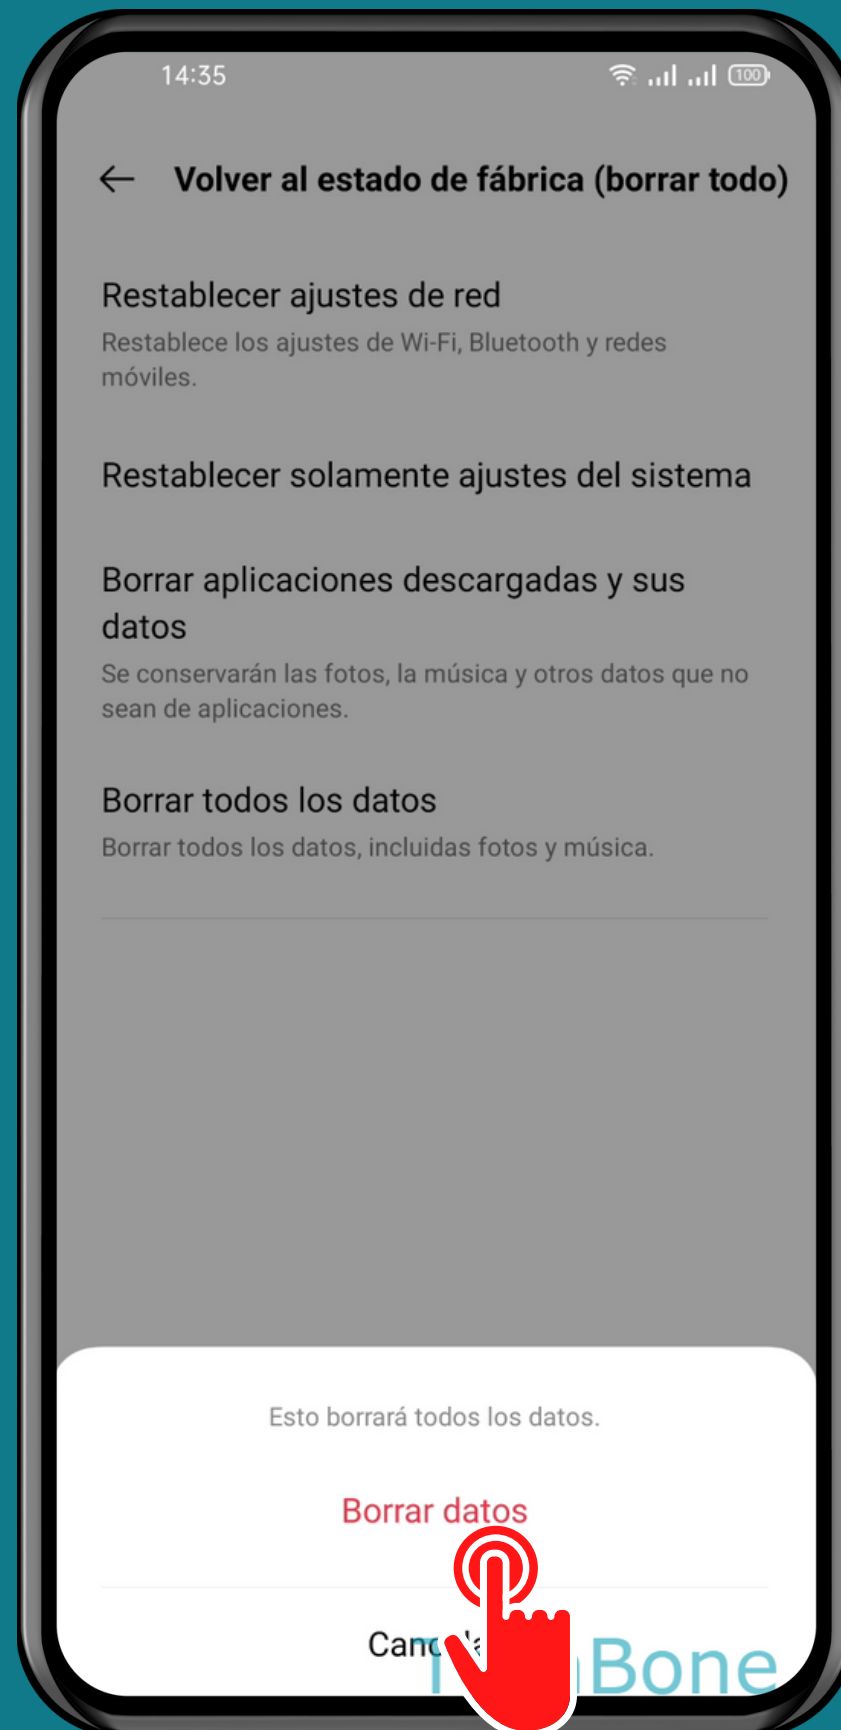 14:35
100
Volver al estado de fábrica (borrar todo)
Restablecer ajustes de red
Restablece los ajustes de Wi-Fi, Bluetooth y redes
móviles.
Restablecer solamente ajustes del sistema
Borrar aplicaciones descargadas y sus
datos
Se conservarán las fotos, la música y otros datos que no
sean de aplicaciones.
Borrar todos los datos
Borrar todos los datos, incluidas fotos y música.
Esto borrará todos los datos.
Borrar datos